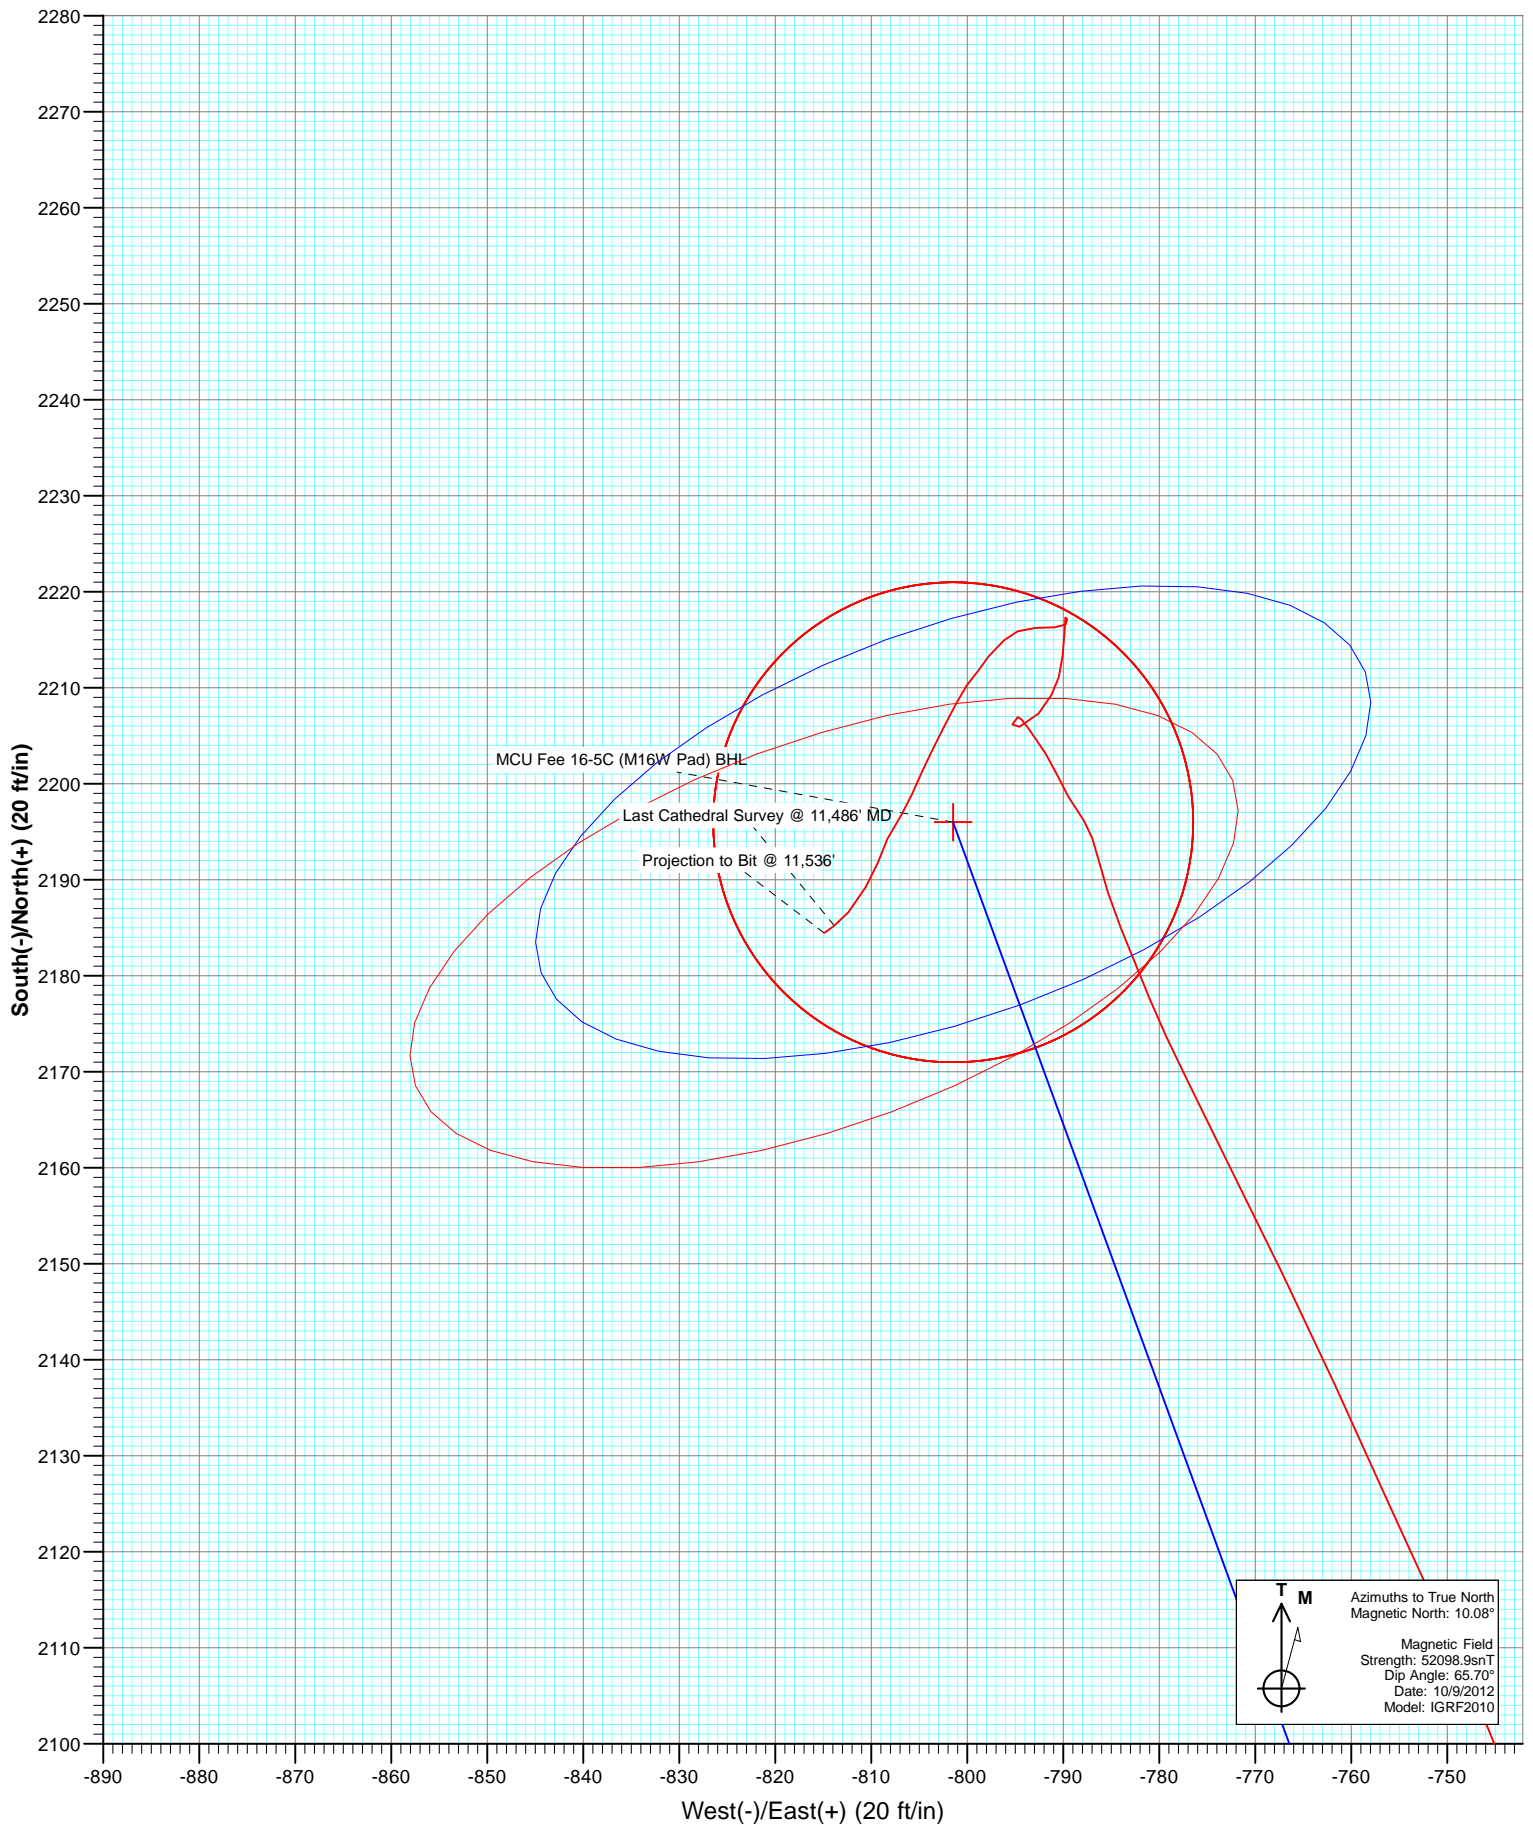 2280
2270
2260
2250
2240
2230
2220
2210
2200
2190
2180
2170
2160
2150
2140
2130
2120
2110
2100
South(-)/North(+) (20 ft/in)
MCU Fee 16-5C (M16W Pad) BHL
Last Cathedral Survey @ 11,486' MD
Projection to Bit @ 11,536'
T
M
Azimuths to True North
Magnetic North: 10.08°
Magnetic Field
Strength: 52098.9snT
Dip Angle: 65.70°
Date: 10/9/2012
Model: IGRF2010
-890 -880 -870 -860 -850 -840 -830 -820 -810 -800 -790 -780 -770 -760 -750
West(-)/East(+) (20 ft/in)